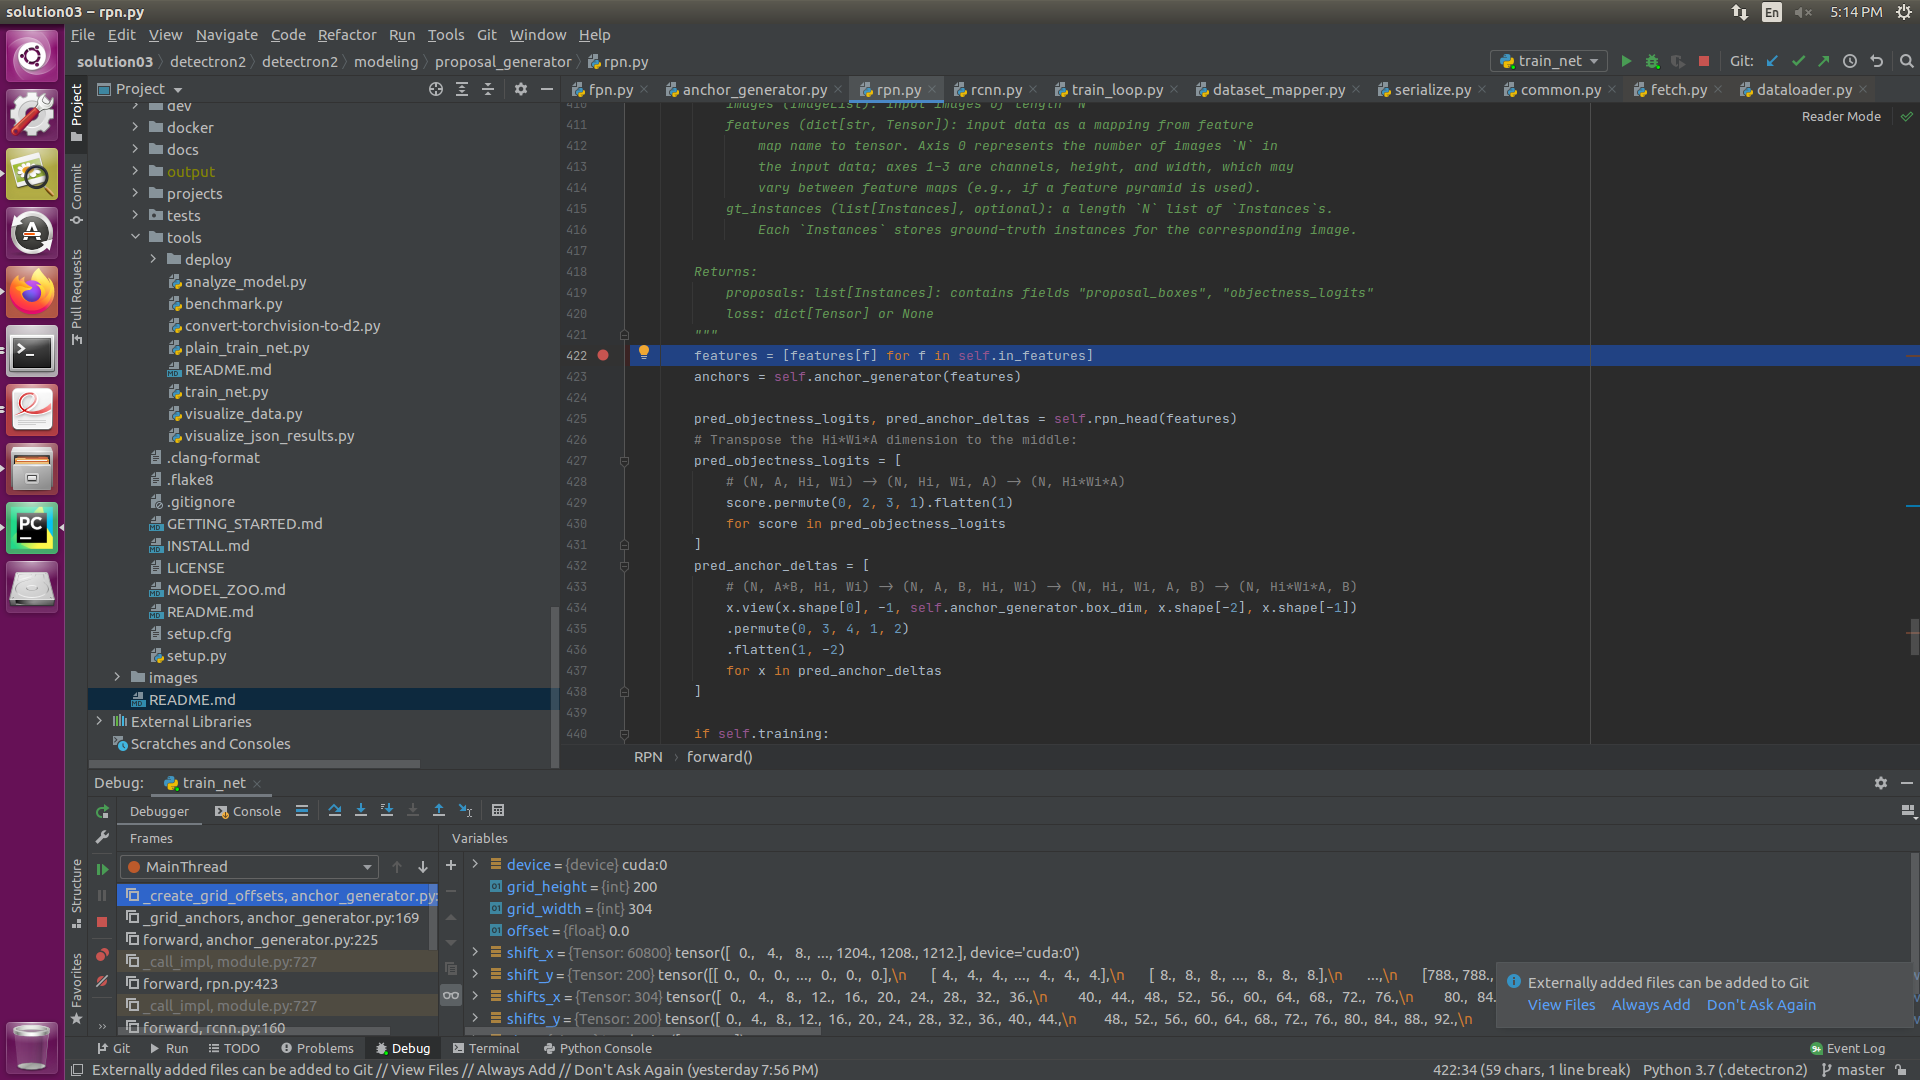 solution03 – rpn.py
En
5:14 PM
File Edit View Navigate Code Refactor Run Tools Git Window Help
solution03 detectron2 detectron2 modeling proposal_generator rpn.py
train_net
Git:
Project
fpn.py anchor_generator.py rpn.py rcnn.py train_loop.py dataset_mapper.py serialize.py common.py fetch.py dataloader.py
Project
Commit
Pull Requests
Structure
Favorites
dev
docker
docs
output
projects
tests
tools
deploy
analyze_model.py
benchmark.py
convert-torchvision-to-d2.py
plain_train_net.py
README.md
train_net.py
visualize_data.py
visualize_json_results.py
.clang-format
.flake8
.gitignore
GETTING_STARTED.md
INSTALL.md
LICENSE
MODEL_ZOO.md
README.md
setup.cfg
setup.py
images
README.md
External Libraries
Scratches and Consoles
Reader Mode
410 images (ImageList): input images of length `N`
411 features (dict[str, Tensor]): input data as a mapping from feature
412 map name to tensor. Axis 0 represents the number of images `N` in
413 the input data; axes 1-3 are channels, height, and width, which may
414 vary between feature maps (e.g., if a feature pyramid is used).
415 gt_instances (list[Instances], optional): a length `N` list of `Instances`s.
416 Each `Instances` stores ground-truth instances for the corresponding image.
417
418 Returns:
419 proposals: list[Instances]: contains fields "proposal_boxes", "objectness_logits"
420 loss: dict[Tensor] or None
421 """
422 features = [features[f] for f in self.in_features]
423 anchors = self.anchor_generator(features)
424
425 pred_objectness_logits, pred_anchor_deltas = self.rpn_head(features)
426 # Transpose the Hi*Wi*A dimension to the middle:
427 pred_objectness_logits = [
428 # (N, A, Hi, Wi) -> (N, Hi, Wi, A) -> (N, Hi*Wi*A)
429 score.permute(0, 2, 3, 1).flatten(1)
430 for score in pred_objectness_logits
431 ]
432 pred_anchor_deltas = [
433 # (N, A*B, Hi, Wi) -> (N, A, B, Hi, Wi) -> (N, Hi, Wi, A, B) -> (N, Hi*Wi*A, B)
434 x.view(x.shape[0], -1, self.anchor_generator.box_dim, x.shape[-2], x.shape[-1])
435 .permute(0, 3, 4, 1, 2)
436 .flatten(1, -2)
437 for x in pred_anchor_deltas
438 ]
439
440 if self.training:
RPN forward()
Debug: train_net
Debugger Console
Frames
Variables
MainThread
_create_grid_offsets, anchor_generator.py:
_grid_anchors, anchor_generator.py:169
forward, anchor_generator.py:225
_call_impl, module.py:727
forward, rpn.py:423
_call_impl, module.py:727
forward, rcnn.py:160
device = {device} cuda:0
grid_height = {int} 200
grid_width = {int} 304
offset = {float} 0.0
shift_x = {Tensor: 60800} tensor([ 0., 4., 8., ..., 1204., 1208., 1212.], device='cuda:0')
shift_y = {Tensor: 200} tensor([[ 0., 0., 0., ..., 0., 0., 0.],\n [ 4., 4., 4., ..., 4., 4., 4.],\n [ 8., 8., 8., ..., 8., 8., 8.],\n ...,\n [788., 788.,
shifts_x = {Tensor: 304} tensor([ 0., 4., 8., 12., 16., 20., 24., 28., 32., 36.,\n 40., 44., 48., 52., 56., 60., 64., 68., 72., 76.,\n 80., 84.
shifts_y = {Tensor: 200} tensor([ 0., 4., 8., 12., 16., 20., 24., 28., 32., 36., 40., 44.,\n 48., 52., 56., 60., 64., 68., 72., 76., 80., 84., 88., 92.,\n
Externally added files can be added to Git
View Files Always Add Don't Ask Again
Git Run TODO Problems Debug Terminal Python Console
Event Log
Externally added files can be added to Git // View Files // Always Add // Don't Ask Again (yesterday 7:56 PM)
422:34 (59 chars, 1 line break) Python 3.7 (.detectron2) master